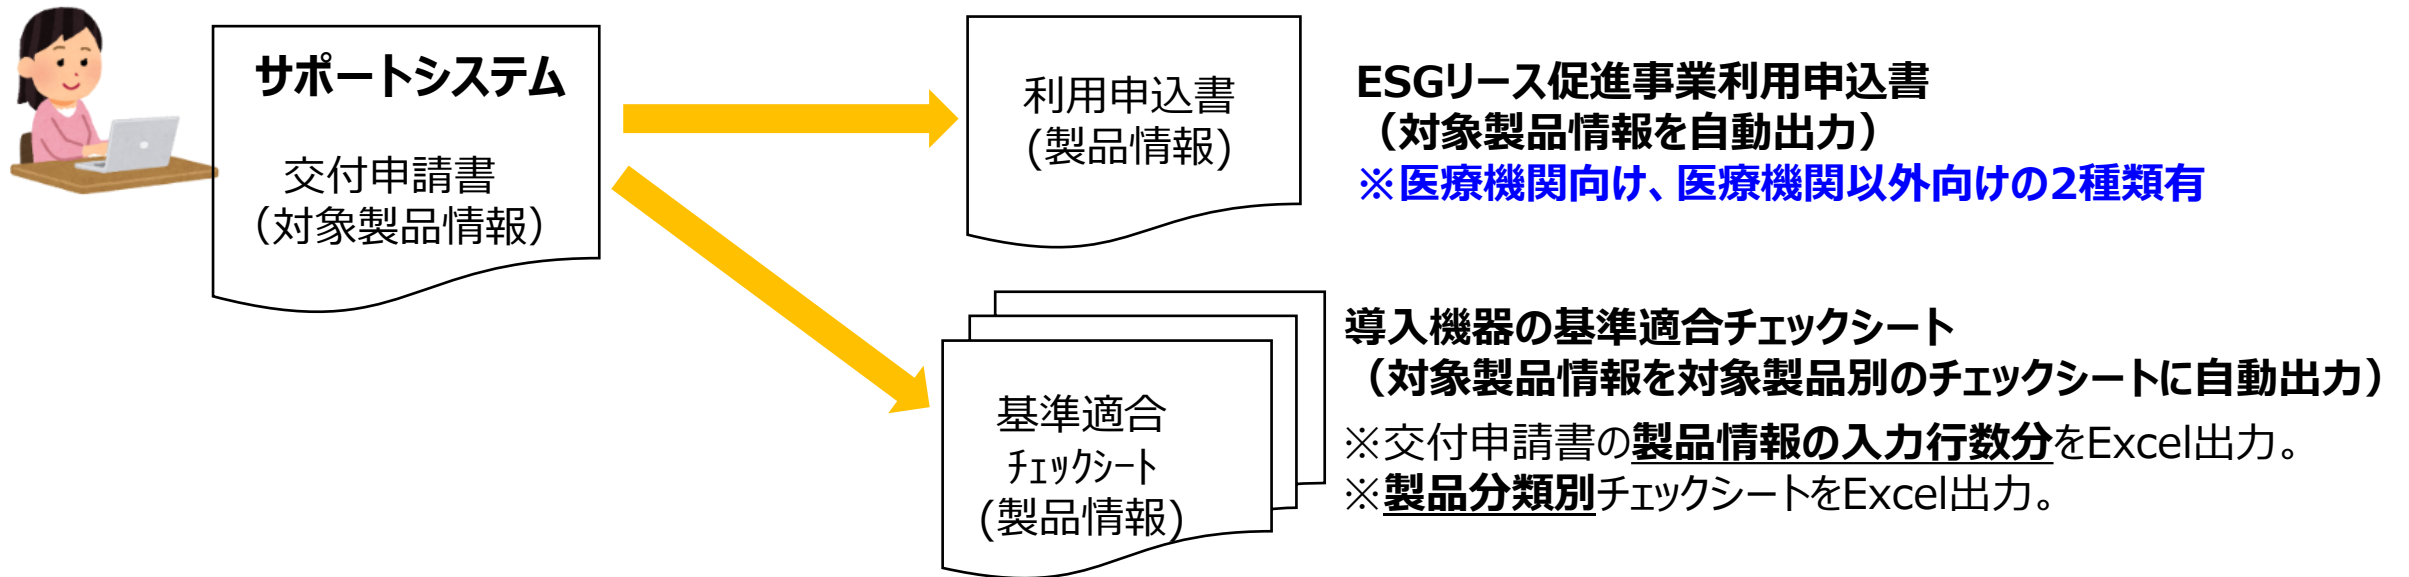 サポートシステム
交付申請書
（対象製品情報）
利用申込書
(製品情報)
ESGリース促進事業利用申込書
（対象製品情報を自動出力）
※医療機関向け、医療機関以外向けの2種類有
基準適合
ﾁｪｯｸｼｰﾄ
(製品情報)
導入機器の基準適合チェックシート
（対象製品情報を対象製品別のチェックシートに自動出力）
※交付申請書の製品情報の入力行数分をExcel出力。
※製品分類別チェックシートをExcel出力。